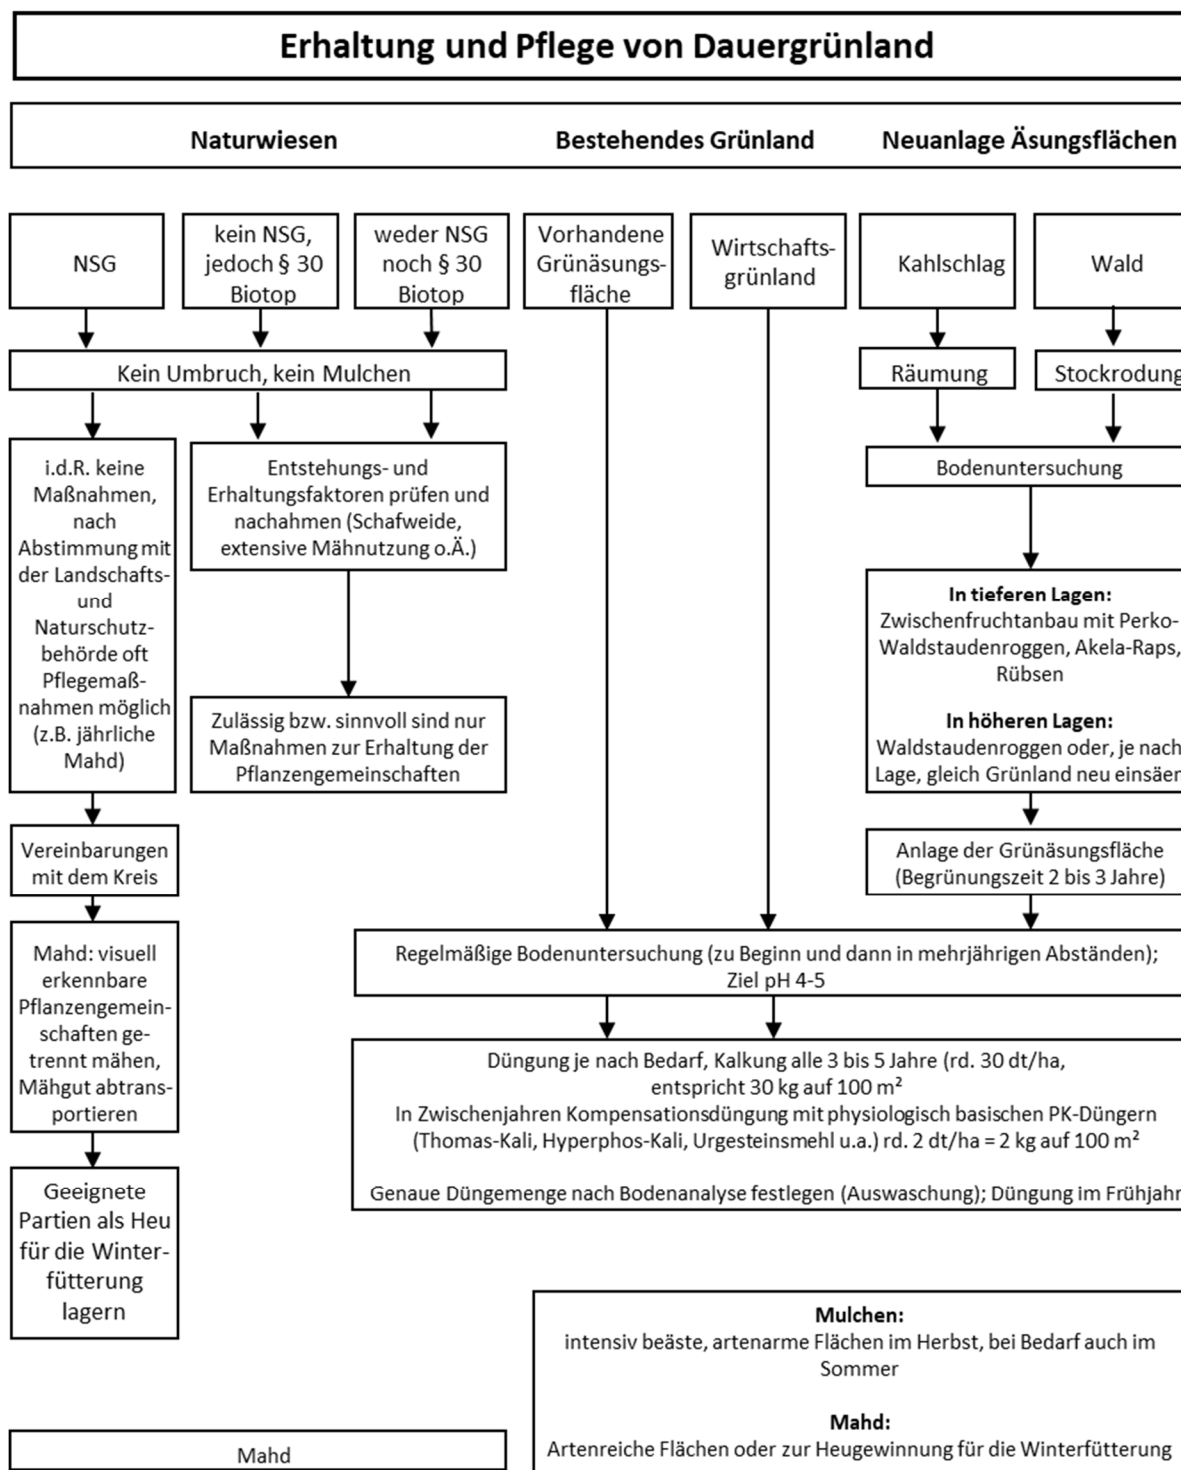 Erhaltung und Pflege von Dauergrünland
Naturwiesen
Bestehendes Grünland
Neuanlage Äsungsflächen
NSG
kein NSG,
jedoch § 30
Biotop
weder NSG
noch § 30
Biotop
Vorhandene
Grünäsungs-
fläche
Wirtschafts-
grünland
Kahlschlag
Wald
Kein Umbruch, kein Mulchen
Räumung
Stockrodung
i.d.R. keine
Maßnahmen,
nach
Abstimmung mit
der Landschafts-
und
Naturschutz-
behörde oft
Pflegemaß-
nahmen möglich
(z.B. jährliche
Mahd)
Entstehungs- und
Erhaltungsfaktoren prüfen und
nachahmen (Schafweide,
extensive Mähnutzung o.Ä.)
Bodenuntersuchung
In tieferen Lagen:
Zwischenfruchtanbau mit Perko-
Waldstaudenroggen, Akela-Raps,
Rübsen
In höheren Lagen:
Waldstaudenroggen oder, je nach
Lage, gleich Grünland neu einsäen
Zulässig bzw. sinnvoll sind nur
Maßnahmen zur Erhaltung der
Pflanzengemeinschaften
Vereinbarungen
mit dem Kreis
Anlage der Grünäsungsfläche
(Begrünungszeit 2 bis 3 Jahre)
Mahd: visuell
erkennbare
Pflanzengemein-
schaften ge-
trennt mähen,
Mähgut abtrans-
portieren
Regelmäßige Bodenuntersuchung (zu Beginn und dann in mehrjährigen Abständen);
Ziel pH 4-5
Düngung je nach Bedarf, Kalkung alle 3 bis 5 Jahre (rd. 30 dt/ha,
entspricht 30 kg auf 100 m²
In Zwischenjahren Kompensationsdüngung mit physiologisch basischen PK-Düngern
(Thomas-Kali, Hyperphos-Kali, Urgesteinsmehl u.a.) rd. 2 dt/ha = 2 kg auf 100 m²
Genaue Düngemenge nach Bodenanalyse festlegen (Auswaschung); Düngung im Frühjahr
Geeignete
Partien als Heu
für die Winter-
fütterung
lagern
Mulchen:
intensiv beäste, artenarme Flächen im Herbst, bei Bedarf auch im
Sommer
Mahd:
Artenreiche Flächen oder zur Heugewinnung für die Winterfütterung
Mahd